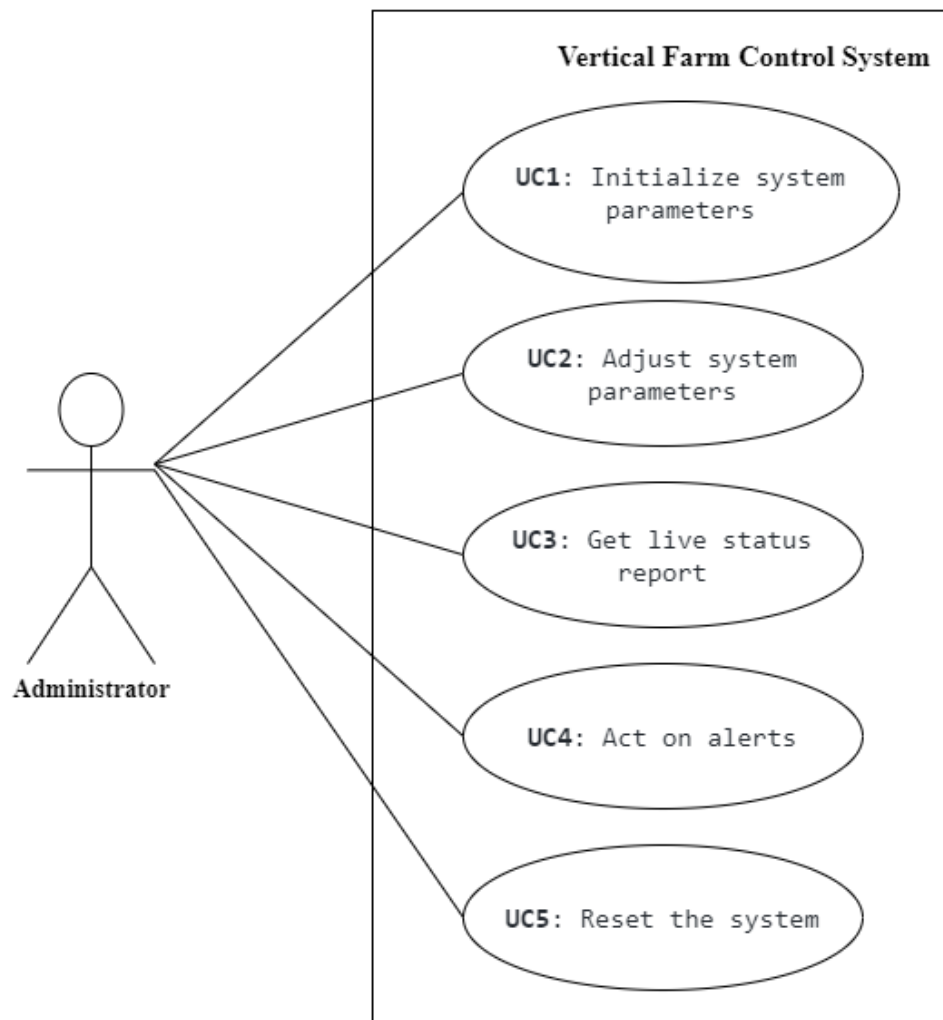 Vertical Farm Control System
UC1: Initialize system
parameters
UC2: Adjust system
parameters
UC3: Get live status
report
Administrator
UC4: Act on alerts
UC5: Reset the system